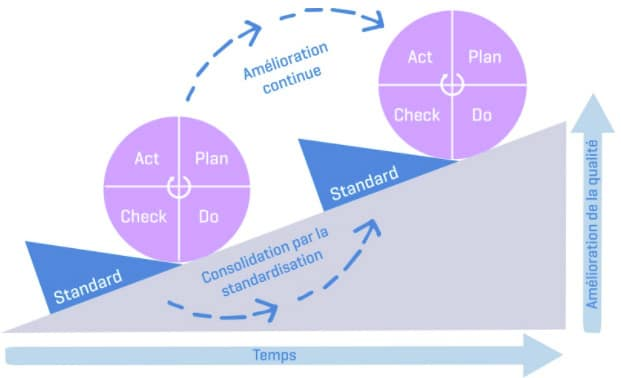 Act
Plan
Check
Do
Amélioration
continue
Act
Plan
Check
Do
Standard
Standard
Consolidation par la
standardisation
Amélioration de la qualité
Temps